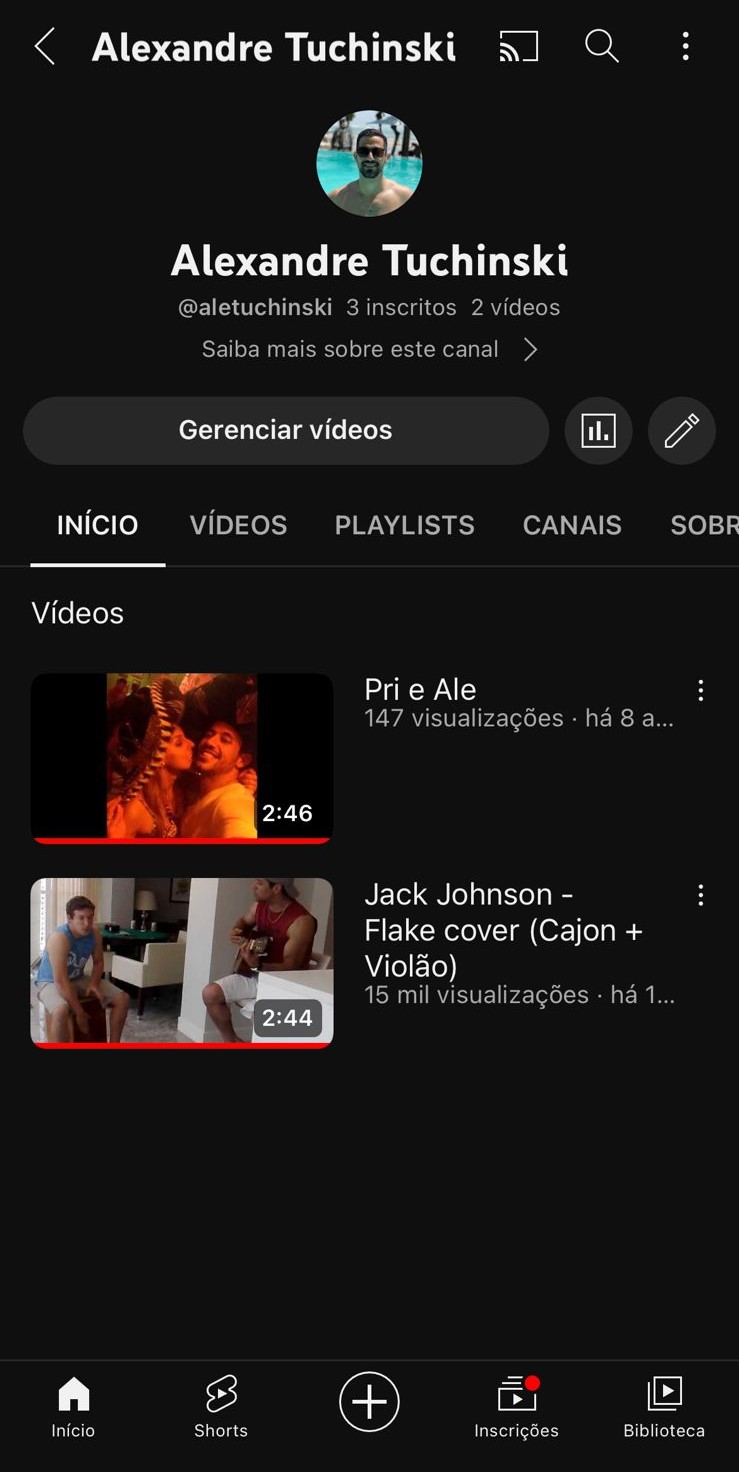 Alexandre Tuchinski
Alexandre Tuchinski
@aletuchinski 3 inscritos 2 vídeos
Saiba mais sobre este canal
Gerenciar vídeos
INÍCIO VÍDEOS PLAYLISTS CANAIS SOBR
Vídeos
Pri e Ale
147 visualizações · há 8 a...
2:46
Jack Johnson -
Flake cover (Cajon +
Violão)
15 mil visualizações · há 1...
2:44
Início Shorts Inscrições Biblioteca